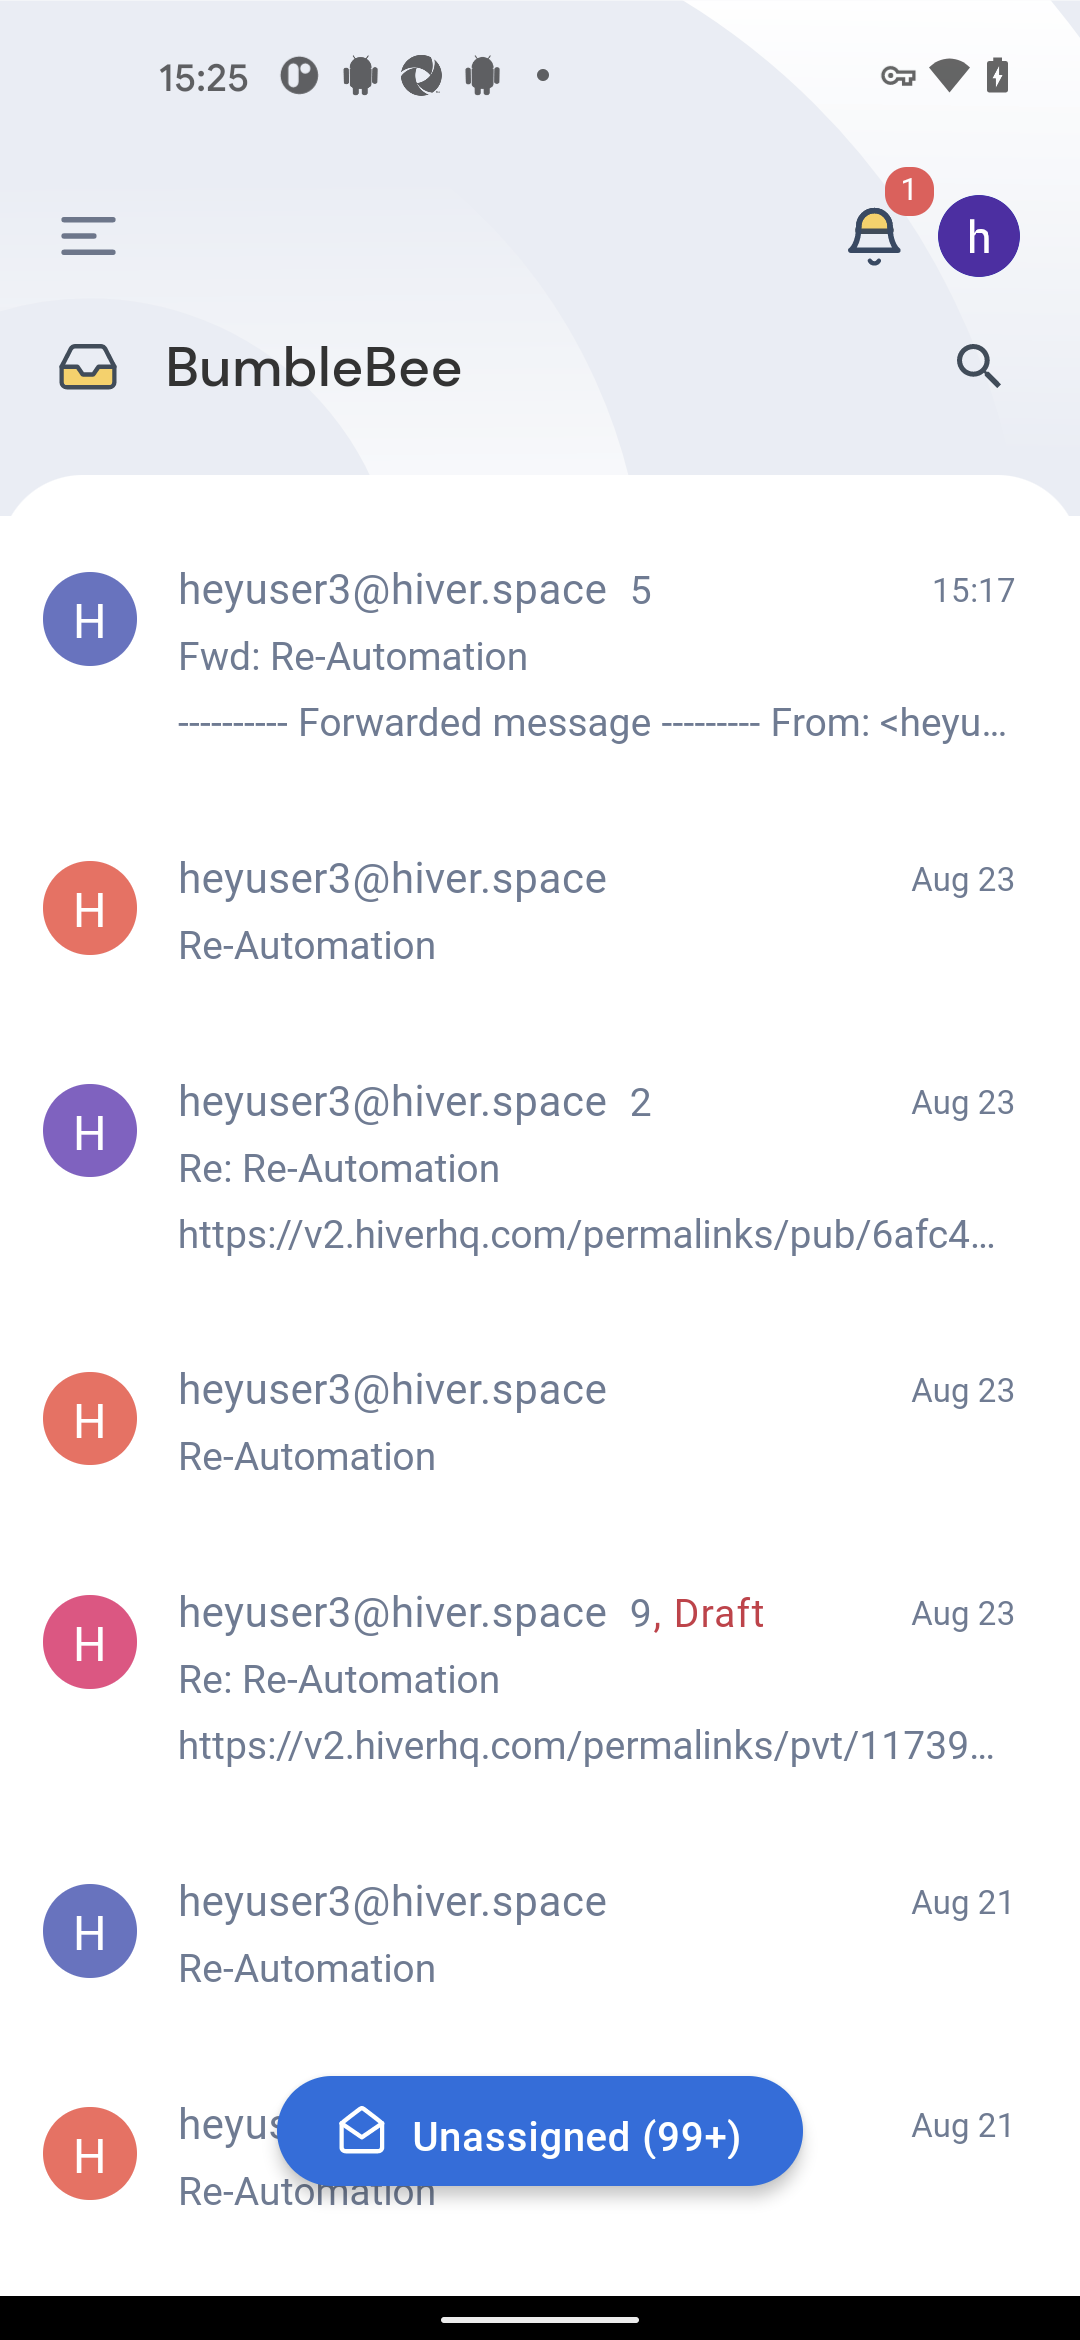 15:25
1
h
BumbleBee
H
heyuser3@hiver.space 5
15:17
Fwd: Re-Automation
---------- Forwarded message --------- From: <heyu...
H
heyuser3@hiver.space
Aug 23
Re-Automation
H
heyuser3@hiver.space 2
Aug 23
Re: Re-Automation
https://v2.hiverhq.com/permalinks/pub/6afc4...
H
heyuser3@hiver.space
Aug 23
Re-Automation
H
heyuser3@hiver.space 9, Draft
Aug 23
Re: Re-Automation
https://v2.hiverhq.com/permalinks/pvt/11739...
H
heyuser3@hiver.space
Aug 21
Re-Automation
H
heyus
Aug 21
Unassigned (99+)
Re-Automation